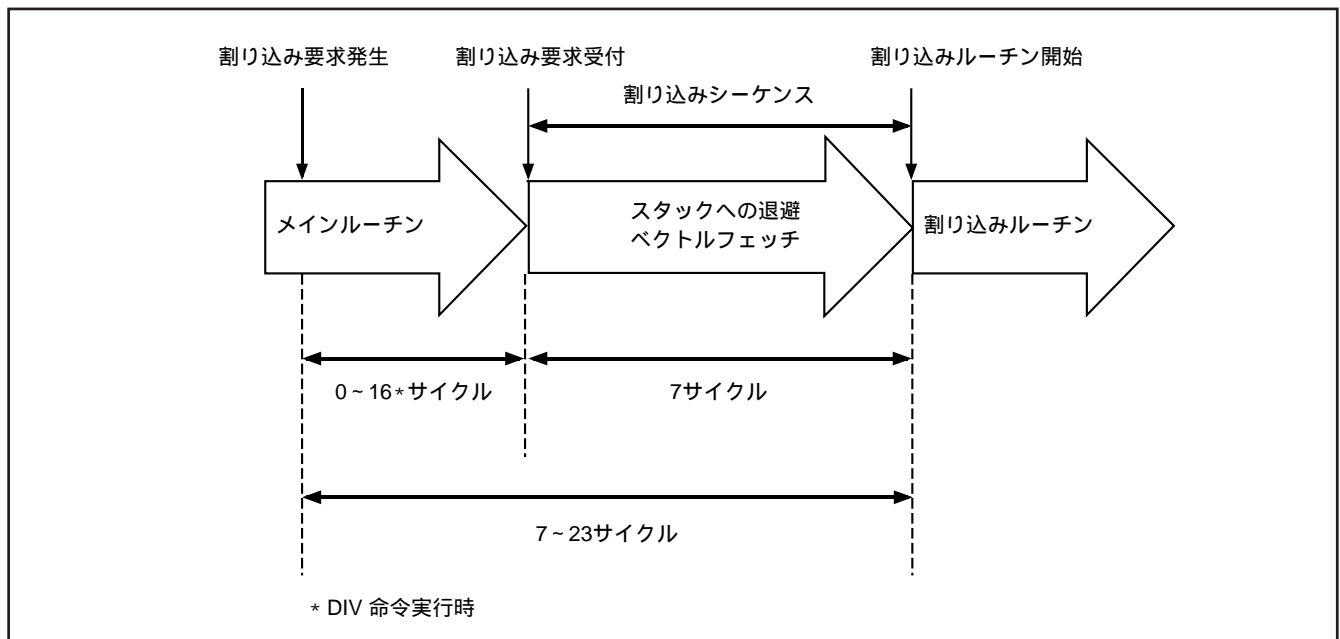 割り込み要求発生
割り込み要求受付
割り込みルーチン開始
割り込みシーケンス
メインルーチン
スタックへの退避
ベクトルフェッチ
割り込みルーチン
0~16*サイクル
7サイクル
7~23サイクル
* DIV 命令実行時